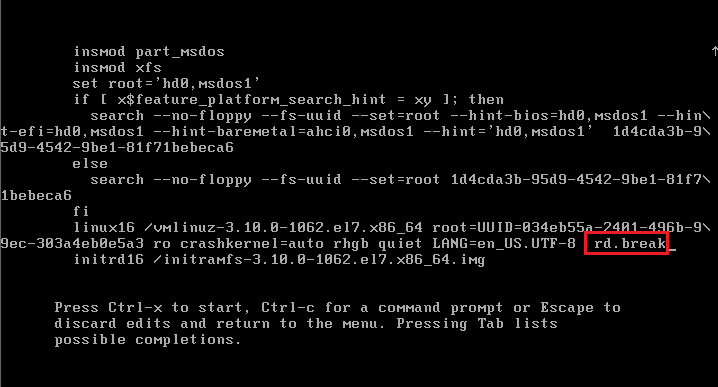 insmod part_msdos
insmod xfs
set root='hd0,msdos1'
if [ x$feature_platform_search_hint = xy ]; then
search --no-floppy --fs-uuid --set=root --hint-bios=hd0,msdos1 --hin\
t-efi=hd0,msdos1 --hint-baremetal=ahci0,msdos1 --hint='hd0,msdos1'  1d4cda3b-9\
5d9-4542-9be1-81f71bebeca6
else
search --no-floppy --fs-uuid --set=root 1d4cda3b-95d9-4542-9be1-81f7\
1bebeca6
fi
linux16 /vmlinuz-3.10.0-1062.el7.x86_64 root=UUID=034eb55a-2401-496b-9\
9ec-303a4eb0e5a3 ro crashkernel=auto rhgb quiet LANG=en_US.UTF-8  rd.break_
initrd16 /initramfs-3.10.0-1062.el7.x86_64.img
Press Ctrl-x to start, Ctrl-c for a command prompt or Escape to
discard edits and return to the menu. Pressing Tab lists
possible completions.